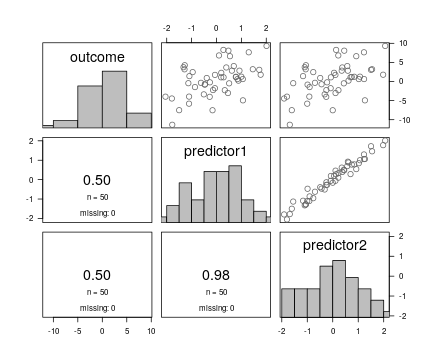 -2 -1 0 1 2
outcome
10
5
0
-5
-10
2
1
0
-1
-2
0.50
n = 50
missing: 0
predictor1
0.50
n = 50
missing: 0
0.98
n = 50
missing: 0
predictor2
2
1
0
-1
-2
-10 -5 0 5 10
-2 -1 0 1 2